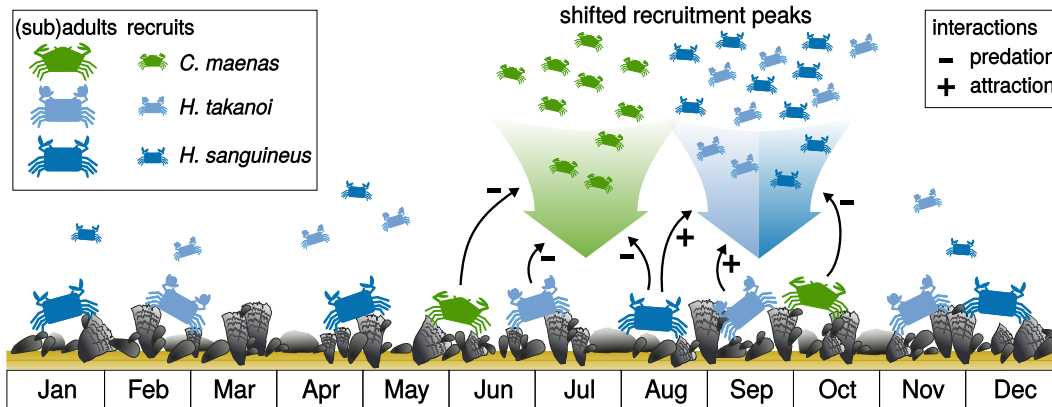 shifted recruitment peaks
(sub)adults recruits
C. maenas
H. takanoi
H. sanguineus
interactions
- predation
+ attraction
-
-
-
+
+
-
Jan Feb Mar Apr May Jun Jul Aug Sep Oct Nov Dec